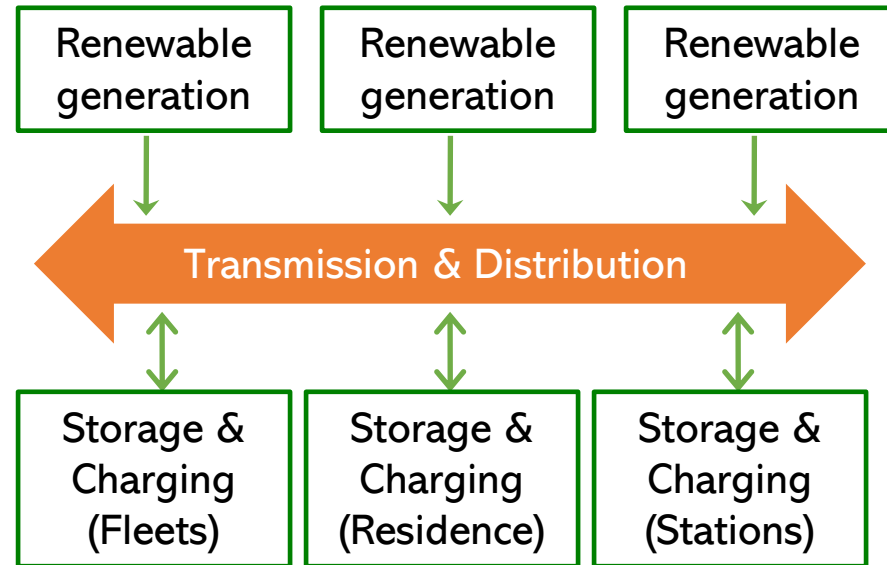 Renewable
generation
Renewable
generation
Renewable
generation
Transmission & Distribution
Storage &
Charging
(Fleets)
Storage &
Charging
(Residence)
Storage &
Charging
(Stations)